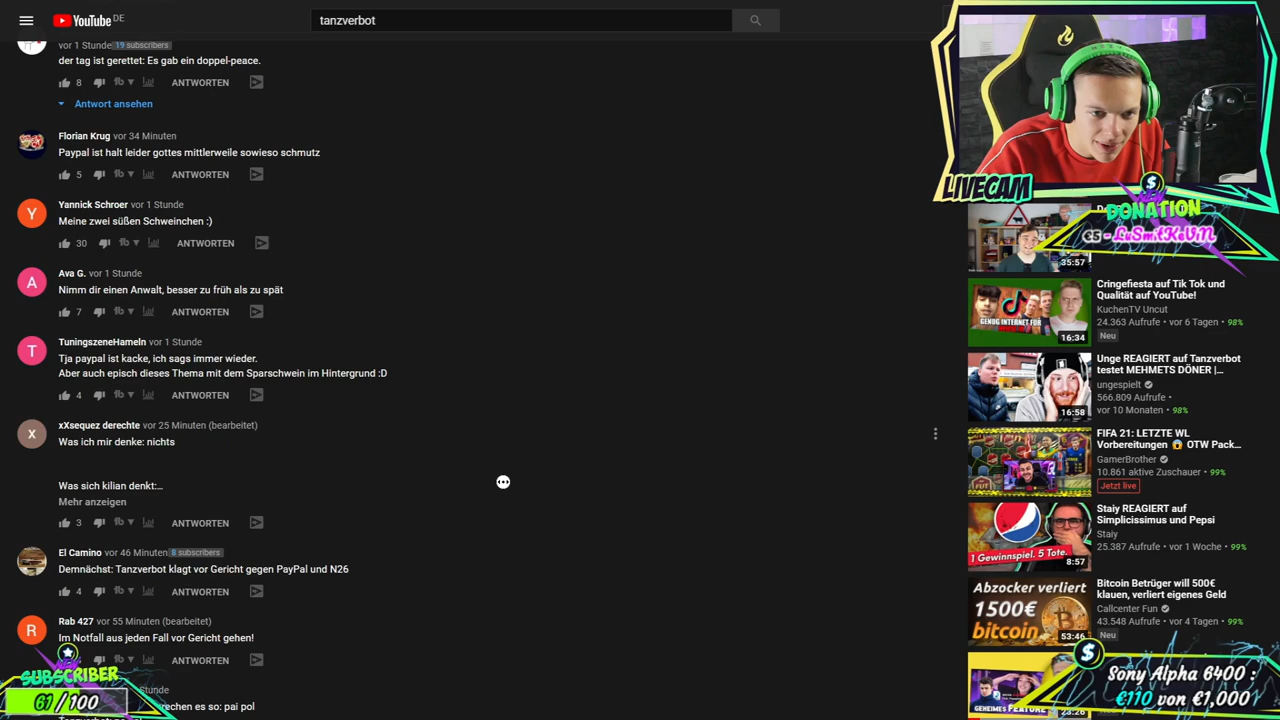 YouTube DE
tanzverbot
vor 1 Stunde 19 subscribers
der tag ist gerettet: Es gab ein doppel-peace.
8 ANTWORTEN
Antwort ansehen
Florian Krug vor 34 Minuten
Paypal ist halt leider gottes mittlerweile sowieso schmutz
5 ANTWORTEN
Y
Yannick Schroer vor 1 Stunde
Meine zwei süßen Schweinchen :)
30 ANTWORTEN
A
Ava G. vor 1 Stunde
Nimm dir einen Anwalt, besser zu früh als zu spät
7 ANTWORTEN
T
TuningszeneHameln vor 1 Stunde
Tja paypal ist kacke, ich sags immer wieder.
Aber auch episch dieses Thema mit dem Sparschwein im Hintergrund :D
4 ANTWORTEN
X
xXsequaz gerehte vor 25 Minuten (bearbeitet)
Was ich mir denke: nichts
Was sich kilian denkt:...
Mehr anzeigen
3 ANTWORTEN
El Camino vor 46 Minuten 8 subscribers
Demnächst: Tanzverbot klagt vor Gericht gegen PayPal und N26
4 ANTWORTEN
R
Rab 427 vor 55 Minuten (bearbeitet)
Im Notfall aus jeden Fall vor Gericht gehen!
ANTWORTEN
Stunde
rechen es so: pai pol
NEW
SUBSCRIBER
61 / 100
LIVECAM
NEW
DONATION
€5 - LuSmilKeVIN
35:57
GENUG INTERNET FÜR
16:34
Cringefiesta auf Tik Tok und
Qualität auf YouTube!
KuchenTV Uncut
24.363 Aufrufe • vor 6 Tagen • 98%
Neu
16:58
Unge REAGIERT auf Tanzverbot
testet MEHMETS DÖNER |...
ungespielt
566.809 Aufrufe •
vor 10 Monaten • 98%
FIFA 21: LETZTE WL
Vorbereitungen 😱 OTW Pack...
GamerBrother
10.861 aktive Zuschauer • 99%
Jetzt live
1 Gewinnspiel. 5 Tote.
8:57
Staiy REAGIERT auf
Simplicissimus und Pepsi
Staiy
25.387 Aufrufe • vor 1 Woche • 99%
Abzocker verliert
1500€
bitcoin
53:46
Bitcoin Betrüger will 500€
klauen, verliert eigenes Geld
Callcenter Fun
43.548 Aufrufe • vor 4 Tagen • 99%
Neu
GEHEIMES FEATURE
23:26
Sony Alpha 6400 :
€110 von €1,000